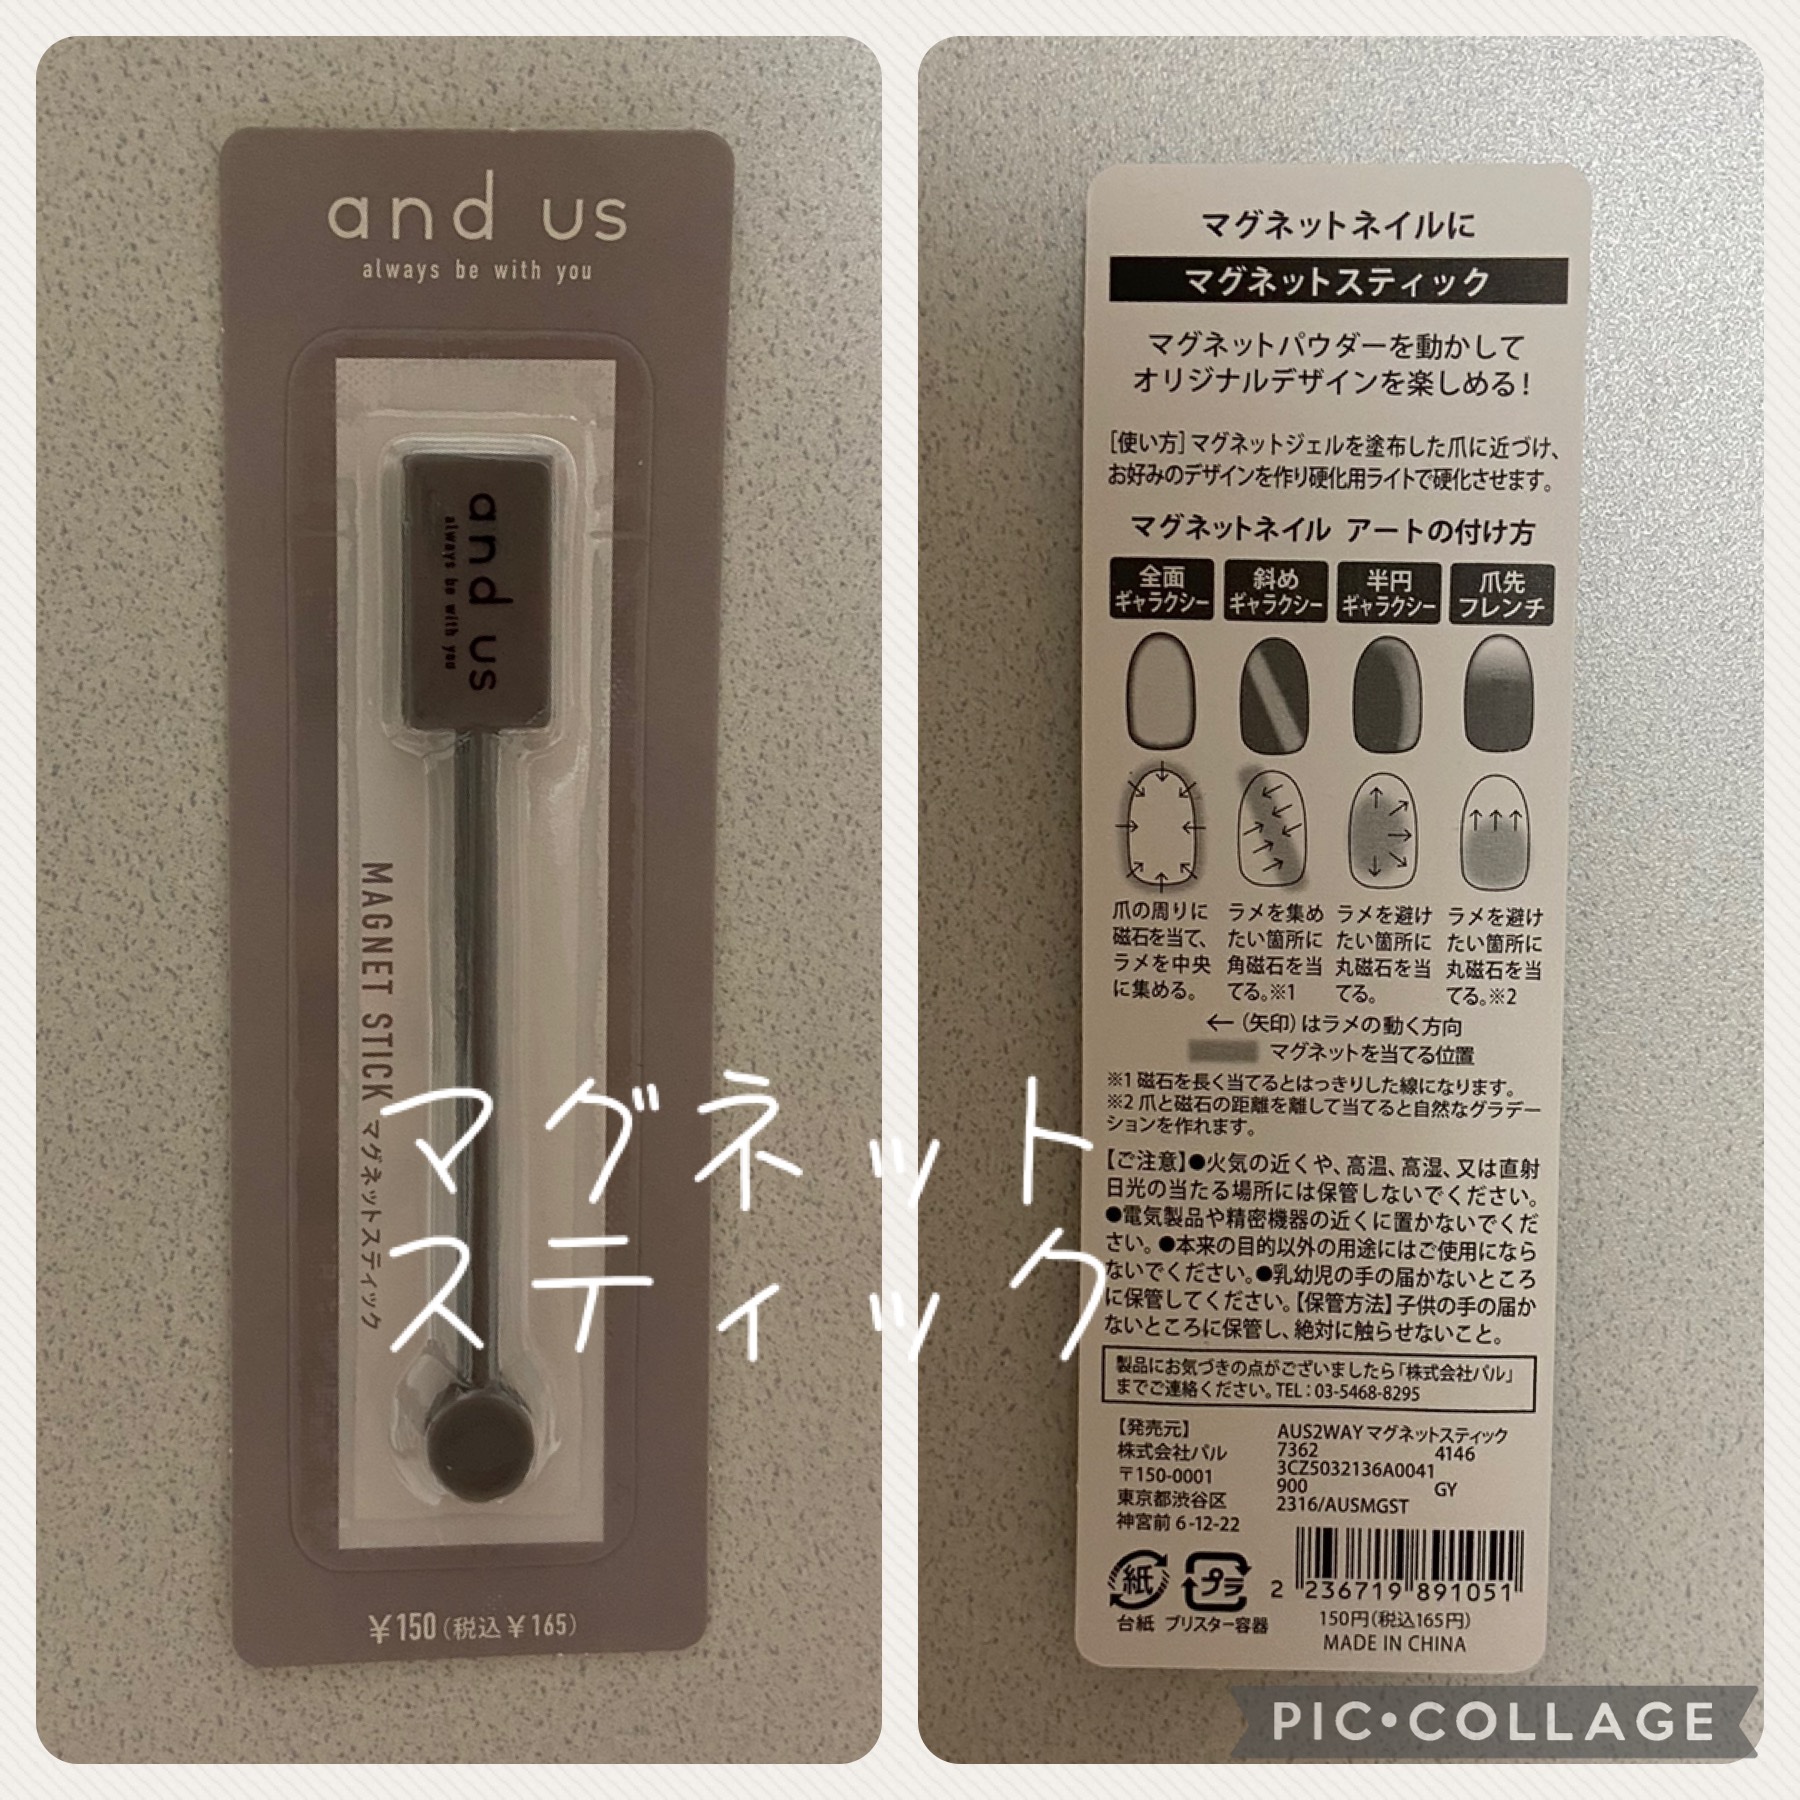 and us
always be with you
and us
always be with you
MAGNET STICK マグネットスティック
￥150(税込￥165)
マグネット
スティック
マグネットネイルに
マグネットスティック
マグネットパウダーを動かして
オリジナルデザインを楽しめる!
[使い方]マグネットジェルを塗布した爪に近づけ、
お好みのデザインを作り硬化用ライトで硬化させます。
マグネットネイル アートの付け方
全面
ギャラクシー
斜め
ギャラクシー
半円
ギャラクシー
爪先
フレンチ
爪の周りに
磁石を当て、
ラメを中央
に集める。
ラメを集め
たい箇所に
角磁石を当
てる。※1
ラメを避け
たい箇所に
丸磁石を当
てる。
ラメを避け
たい箇所に
丸磁石を当
てる。※2
←(矢印)はラメの動く方向
マグネットを当てる位置
※1 磁石を長く当てるとはっきりした線になります。
※2 爪と磁石の距離を離して当てると自然なグラデー
ションを作れます。
【ご注意】●火気の近くや、高温、高湿、又は直射
日光の当たる場所には保管しないでください。
●電気製品や精密機器の近くに置かないでくだ
さい。●本来の目的以外の用途にはご使用になら
ないでください。●乳幼児の手の届かないところ
に保管してください。【保管方法】子供の手の届か
ないところに保管し、絶対に触らせないこと。
製品にお気づきの点がございましたら「株式会社パル」
までご連絡ください。TEL：03-5468-8295
【発売元】
株式会社パル
〒150-0001
東京都渋谷区
神宮前 6-12-22
AUS2WAY マグネットスティック
7362 4146
3CZ5032136A0041
900 GY
2316/AUSMGST
紙
台紙
プラ
ブリスター容器
2 236719 891051
150円(税込165円)
MADE IN CHINA
PIC•COLLAGE